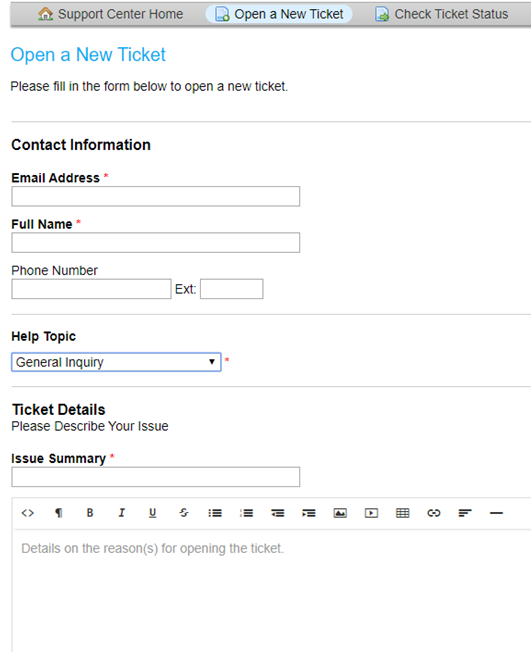 Support Center Home Open a New Ticket Check Ticket Status
Open a New Ticket
Please fill in the form below to open a new ticket.
Contact Information
Email Address *
Full Name *
Phone Number
Ext:
Help Topic
General Inquiry *
Ticket Details
Please Describe Your Issue
Issue Summary *
<> ¶ B I U S
Details on the reason(s) for opening the ticket.